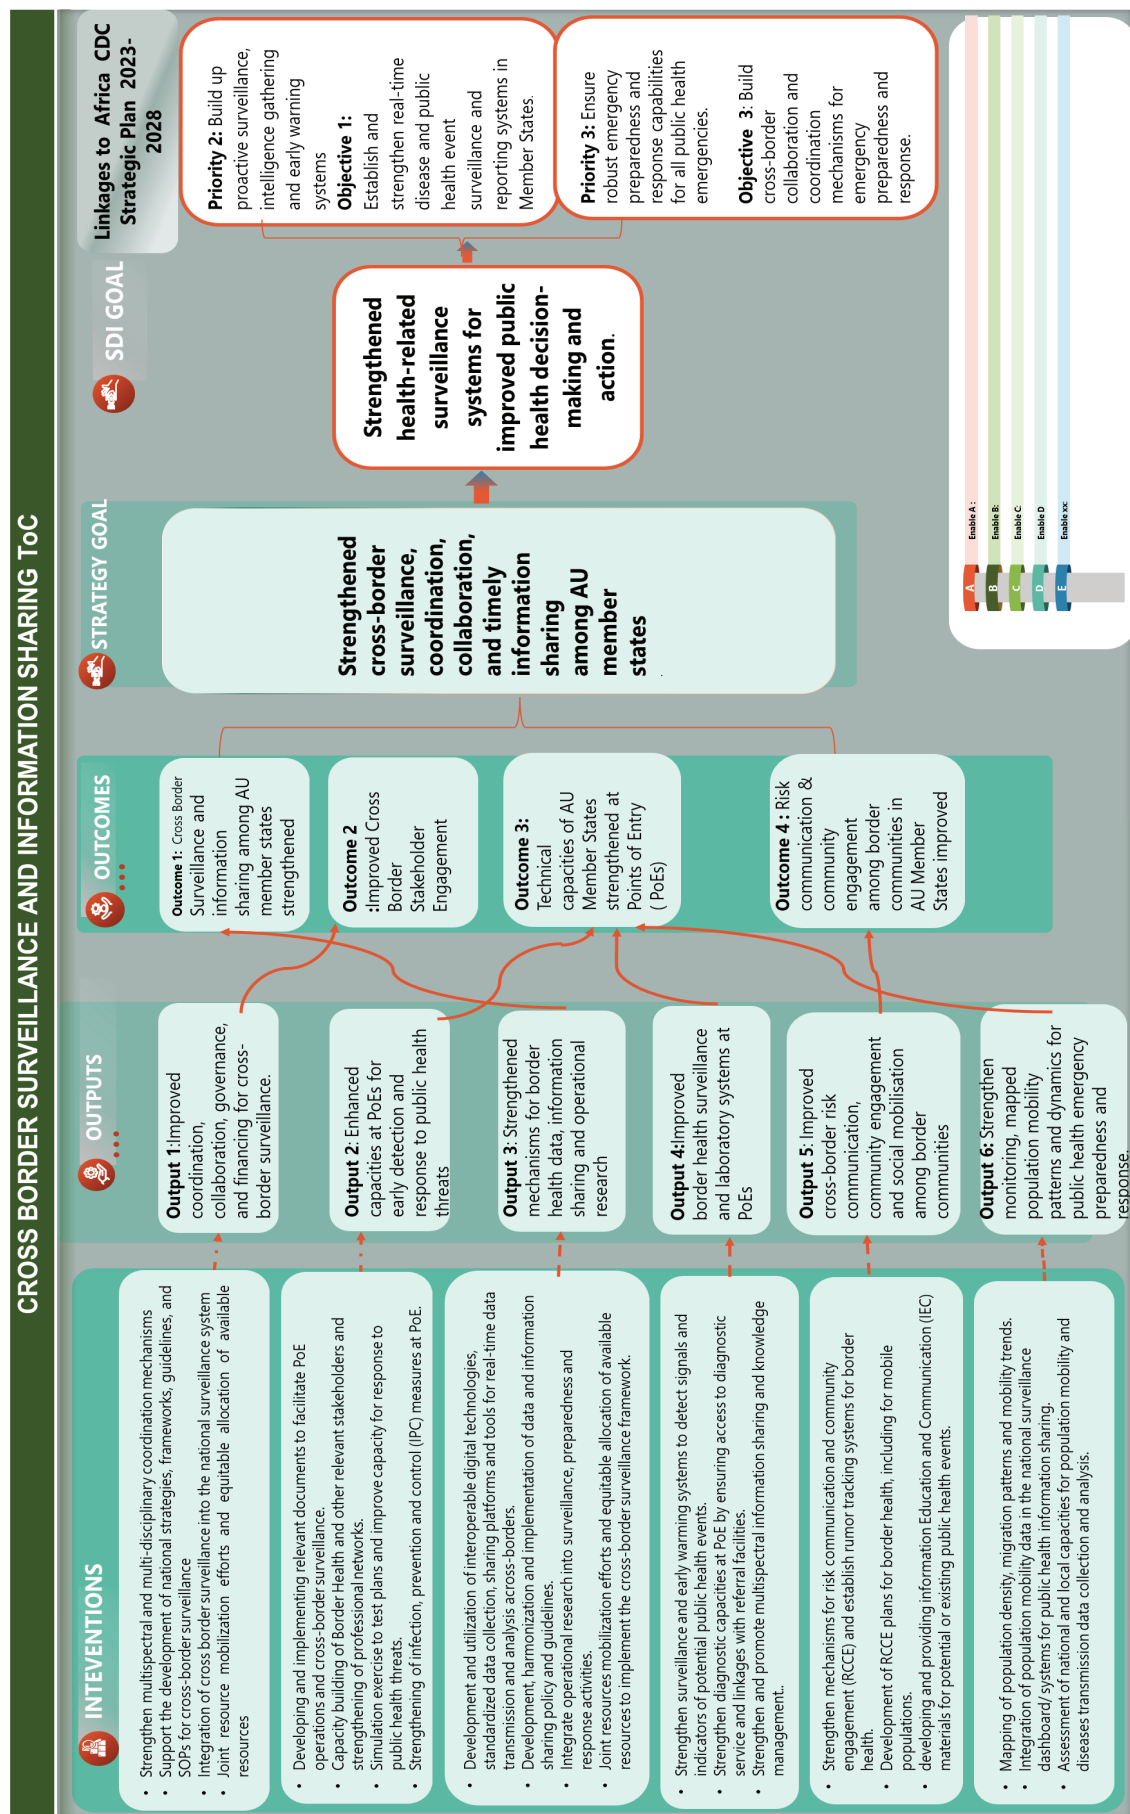 CROSS BORDER SURVEILLANCE AND INFORMATION SHARING ToC
INTEVENTIONS
• Strengthen multispectral and multi-disciplinary coordination mechanisms
• Support the development of national strategies, frameworks, guidelines, and
SOPs for cross-border surveillance
• Integration of cross border surveillance into the national surveillance system
• Joint resource mobilization efforts and equitable allocation of available
resources
• Developing and implementing relevant documents to facilitate PoE
operations and cross-border surveillance.
• Capacity building of Border Health and other relevant stakeholders and
strengthening of professional networks.
• Simulation exercise to test plans and improve capacity for response to
public health threats.
• Strengthening of infection, prevention and control (IPC) measures at PoE.
• Development and utilization of interoperable digital technologies,
standardized data collection, sharing platforms and tools for real-time data
transmission and analysis across-borders.
• Development, harmonization and implementation of data and information
sharing policy and guidelines.
• Integrate operational research into surveillance, preparedness and
response activities.
• Joint resources mobilization efforts and equitable allocation of available
resources to implement the cross-border surveillance framework.
• Strengthen surveillance and early warming systems to detect signals and
indicators of potential public health events.
• Strengthen diagnostic capacities at PoE by ensuring access to diagnostic
service and linkages with referral facilities.
• Strengthen and promote multispectral information sharing and knowledge
management..
• Strengthen mechanisms for risk communication and community
engagement (RCCE) and establish rumor tracking systems for border
health.
• Development of RCCE plans for border health, including for mobile
populations.
• developing and providing information Education and Communication (IEC)
materials for potential or existing public health events.
• Mapping of population density, migration patterns and mobility trends.
• Integration of population mobility data in the national surveillance
dashboard/ systems for public health information sharing.
• Assessment of national and local capacities for population mobility and
diseases transmission data collection and analysis.
OUTPUTS
Output 1:Improved
coordination,
collaboration, governance,
and financing for cross-
border surveillance.
Output 2: Enhanced
capacities at PoEs for
early detection and
response to public health
threats
Output 3: Strengthened
mechanisms for border
health data, information
sharing and operational
research
Output 4:Improved
border health surveillance
and laboratory systems at
PoEs
Output 5: Improved
cross-border risk
communication,
community engagement
and social mobilisation
among border
communities
Output 6: Strengthen
monitoring, mapped
population mobility
patterns and dynamics for
public health emergency
preparedness and
response.
OUTCOMES
Outcome 1: Cross Border
Surveillance and
information
sharing among AU
member states
strengthened
Outcome 2
:Improved Cross
Border
Stakeholder
Engagement
Outcome 3:
Technical
capacities of AU
Member States
strengthened at
Points of Entry
( PoEs)
Outcome 4 : Risk
communication &
community
engagement
among border
communities in
AU Member
States improved
STRATEGY GOAL
Strengthened
cross-border
surveillance,
coordination,
collaboration,
and timely
information
sharing
among AU
member
states
.
SDI GOAL
Strengthened
health-related
surveillance
systems for
improved public
health decision-
making and
action.
Linkages to Africa CDC
Strategic Plan 2023-
2028
Priority 2: Build up
proactive surveillance,
intelligence gathering
and early warning
systems
Objective 1:
Establish and
strengthen real-time
disease and public
health event
surveillance and
reporting systems in
Member States.
Priority 3: Ensure
robust emergency
preparedness and
response capabilities
for all public health
emergencies.
Objective 3: Build
cross-border
collaboration and
coordination
mechanisms for
emergency
preparedness and
response.
A Enable A :
B Enable B:
C Enable C:
D Enable D
E Enable xx: